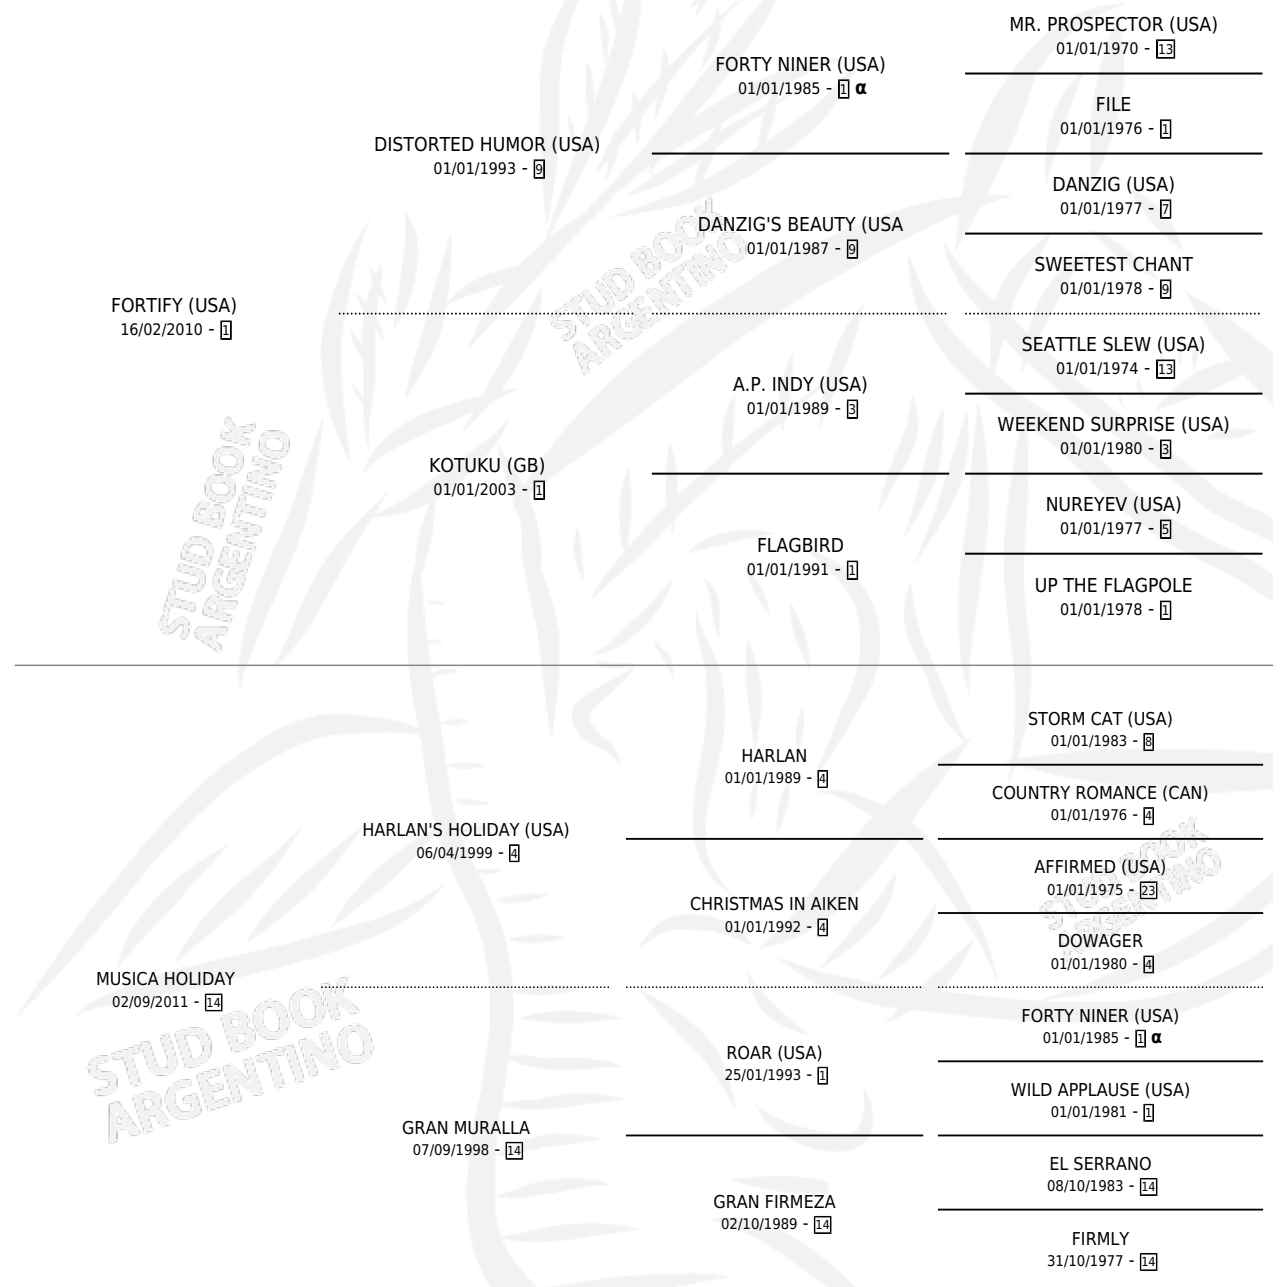 MR. PROSPECTOR (USA)
01/01/1970 - 13
FORTY NINER (USA)
01/01/1985 - 1 α
FILE
01/01/1976 - 1
DISTORTED HUMOR (USA)
01/01/1993 - 9
DANZIG (USA)
01/01/1977 - 7
DANZIG'S BEAUTY (USA
01/01/1987 - 9
SWEETEST CHANT
01/01/1978 - 9
FORTIFY (USA)
16/02/2010 - 1
SEATTLE SLEW (USA)
01/01/1974 - 13
A.P. INDY (USA)
01/01/1989 - 3
WEEKEND SURPRISE (USA)
01/01/1980 - 3
KOTUKU (GB)
01/01/2003 - 1
NUREYEV (USA)
01/01/1977 - 5
FLAGBIRD
01/01/1991 - 1
UP THE FLAGPOLE
01/01/1978 - 1
STORM CAT (USA)
01/01/1983 - 8
HARLAN
01/01/1989 - 4
COUNTRY ROMANCE (CAN)
01/01/1976 - 4
HARLAN'S HOLIDAY (USA)
06/04/1999 - 4
AFFIRMED (USA)
01/01/1975 - 23
CHRISTMAS IN AIKEN
01/01/1992 - 4
DOWAGER
01/01/1980 - 4
MUSICA HOLIDAY
02/09/2011 - 14
FORTY NINER (USA)
01/01/1985 - 1 α
ROAR (USA)
25/01/1993 - 1
WILD APPLAUSE (USA)
01/01/1981 - 1
GRAN MURALLA
07/09/1998 - 14
EL SERRANO
08/10/1983 - 14
GRAN FIRMEZA
02/10/1989 - 14
FIRMLY
31/10/1977 - 14
STUD BOOK
ARGENTINO
STUD BOOK
ARGENTINO
STUD BOOK
ARGENTINO
STUD BOOK
ARGENTINO